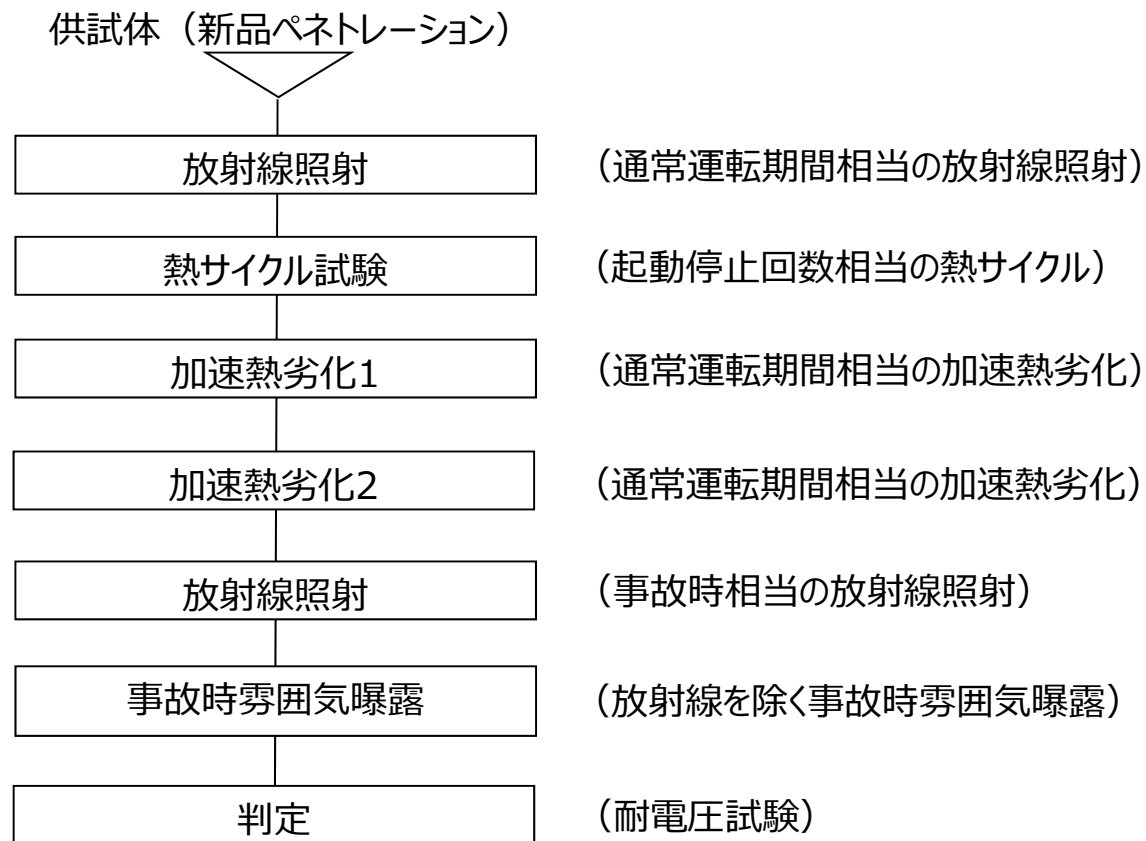 供試体（新品ペネトレーション）
放射線照射　（通常運転期間相当の放射線照射）
熱サイクル試験　（起動停止回数相当の熱サイクル）
加速熱劣化1　（通常運転期間相当の加速熱劣化）
加速熱劣化2　（通常運転期間相当の加速熱劣化）
放射線照射　（事故時相当の放射線照射）
事故時雰囲気曝露　（放射線を除く事故時雰囲気曝露）
判定　（耐電圧試験）